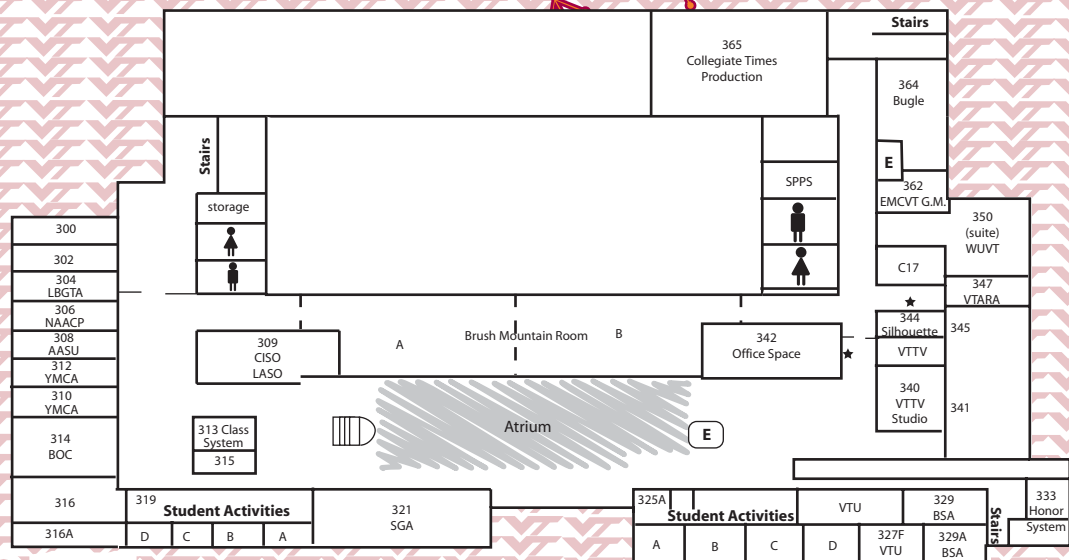 Stairs
365
Collegiate Times
Production
364
Bugle
Stairs
E
SPPS
362
EMCVT G.M.
storage
350
(suite)
WUVT
300
302
C17
304
LBGTA
347
VTARA
306
NAACP
344
Silhouette
345
308
AASU
309
CISO
LASO
A
Brush Mountain Room
B
342
Office Space
VTTV
312
YMCA
310
YMCA
340
VTTV
Studio
341
313 Class
System
315
Atrium
E
314
BOC
316
319
Student Activities
321
SGA
325A
Student Activities
VTU
329
BSA
Stairs
333
Honor
System
316A
D
C
B
A
A
B
C
D
327F
VTU
329A
BSA